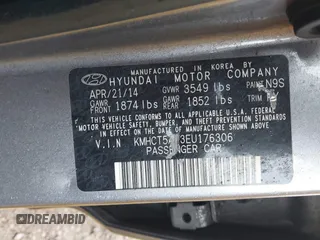 MANUFACTURED IN KOREA BY
HYUNDAI MOTOR COMPANY
APR/21/14 GVWR 3549 lbs PAINT N9S
GAWR FRONT 1874 lbs GAWR REAR 1852 lbs TRIM
THIS VEHICLE CONFORMS TO ALL APPLICABLE FEDERAL
MOTOR VEHICLE SAFETY, BUMPER, AND THEFT PREVENTION
STANDARDS IN EFFECT ON THE DATE OF MANUFACTURE
SHOWN ABOVE.
V.I.N
PASSENGER CAR
DREAMBID